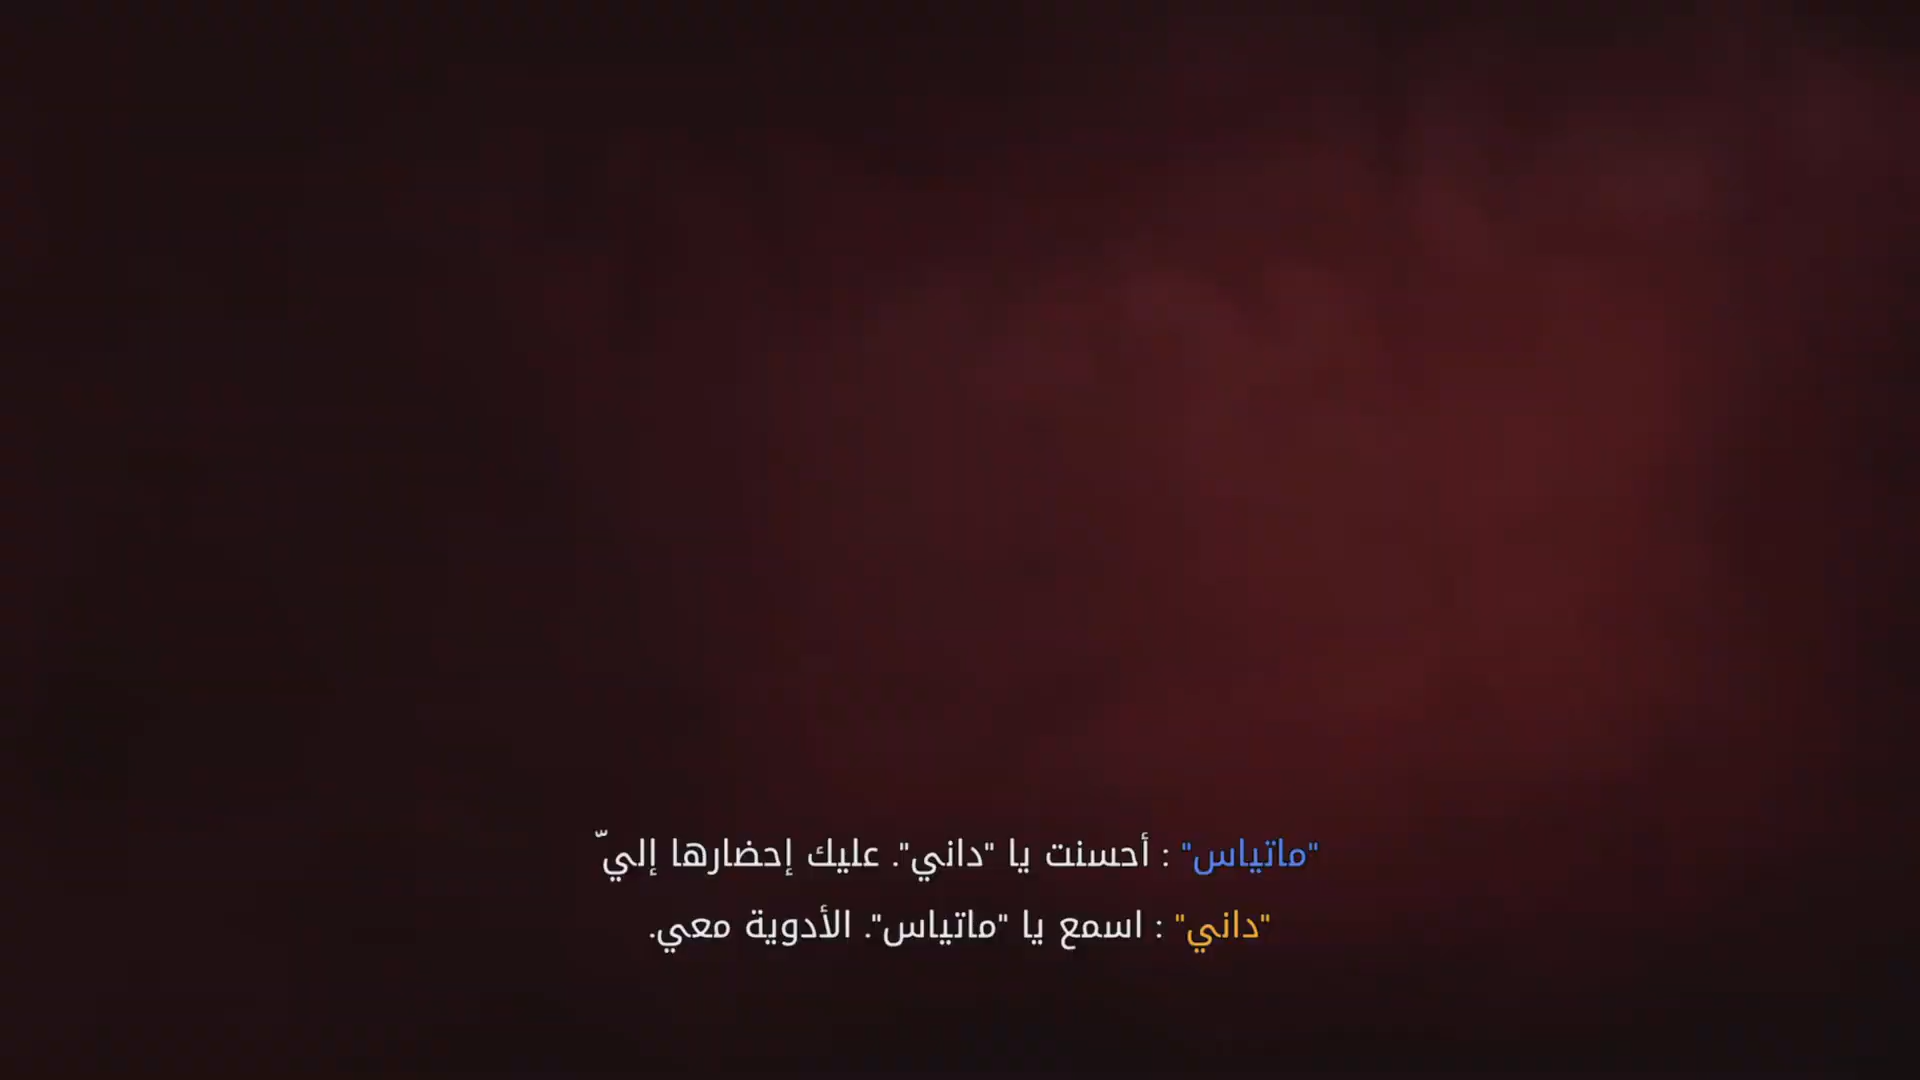 "ماتياس" : أحسنت يا "داني". عليك إحضارها إليّ
"داني" : اسمع يا "ماتياس". الأدوية معي.